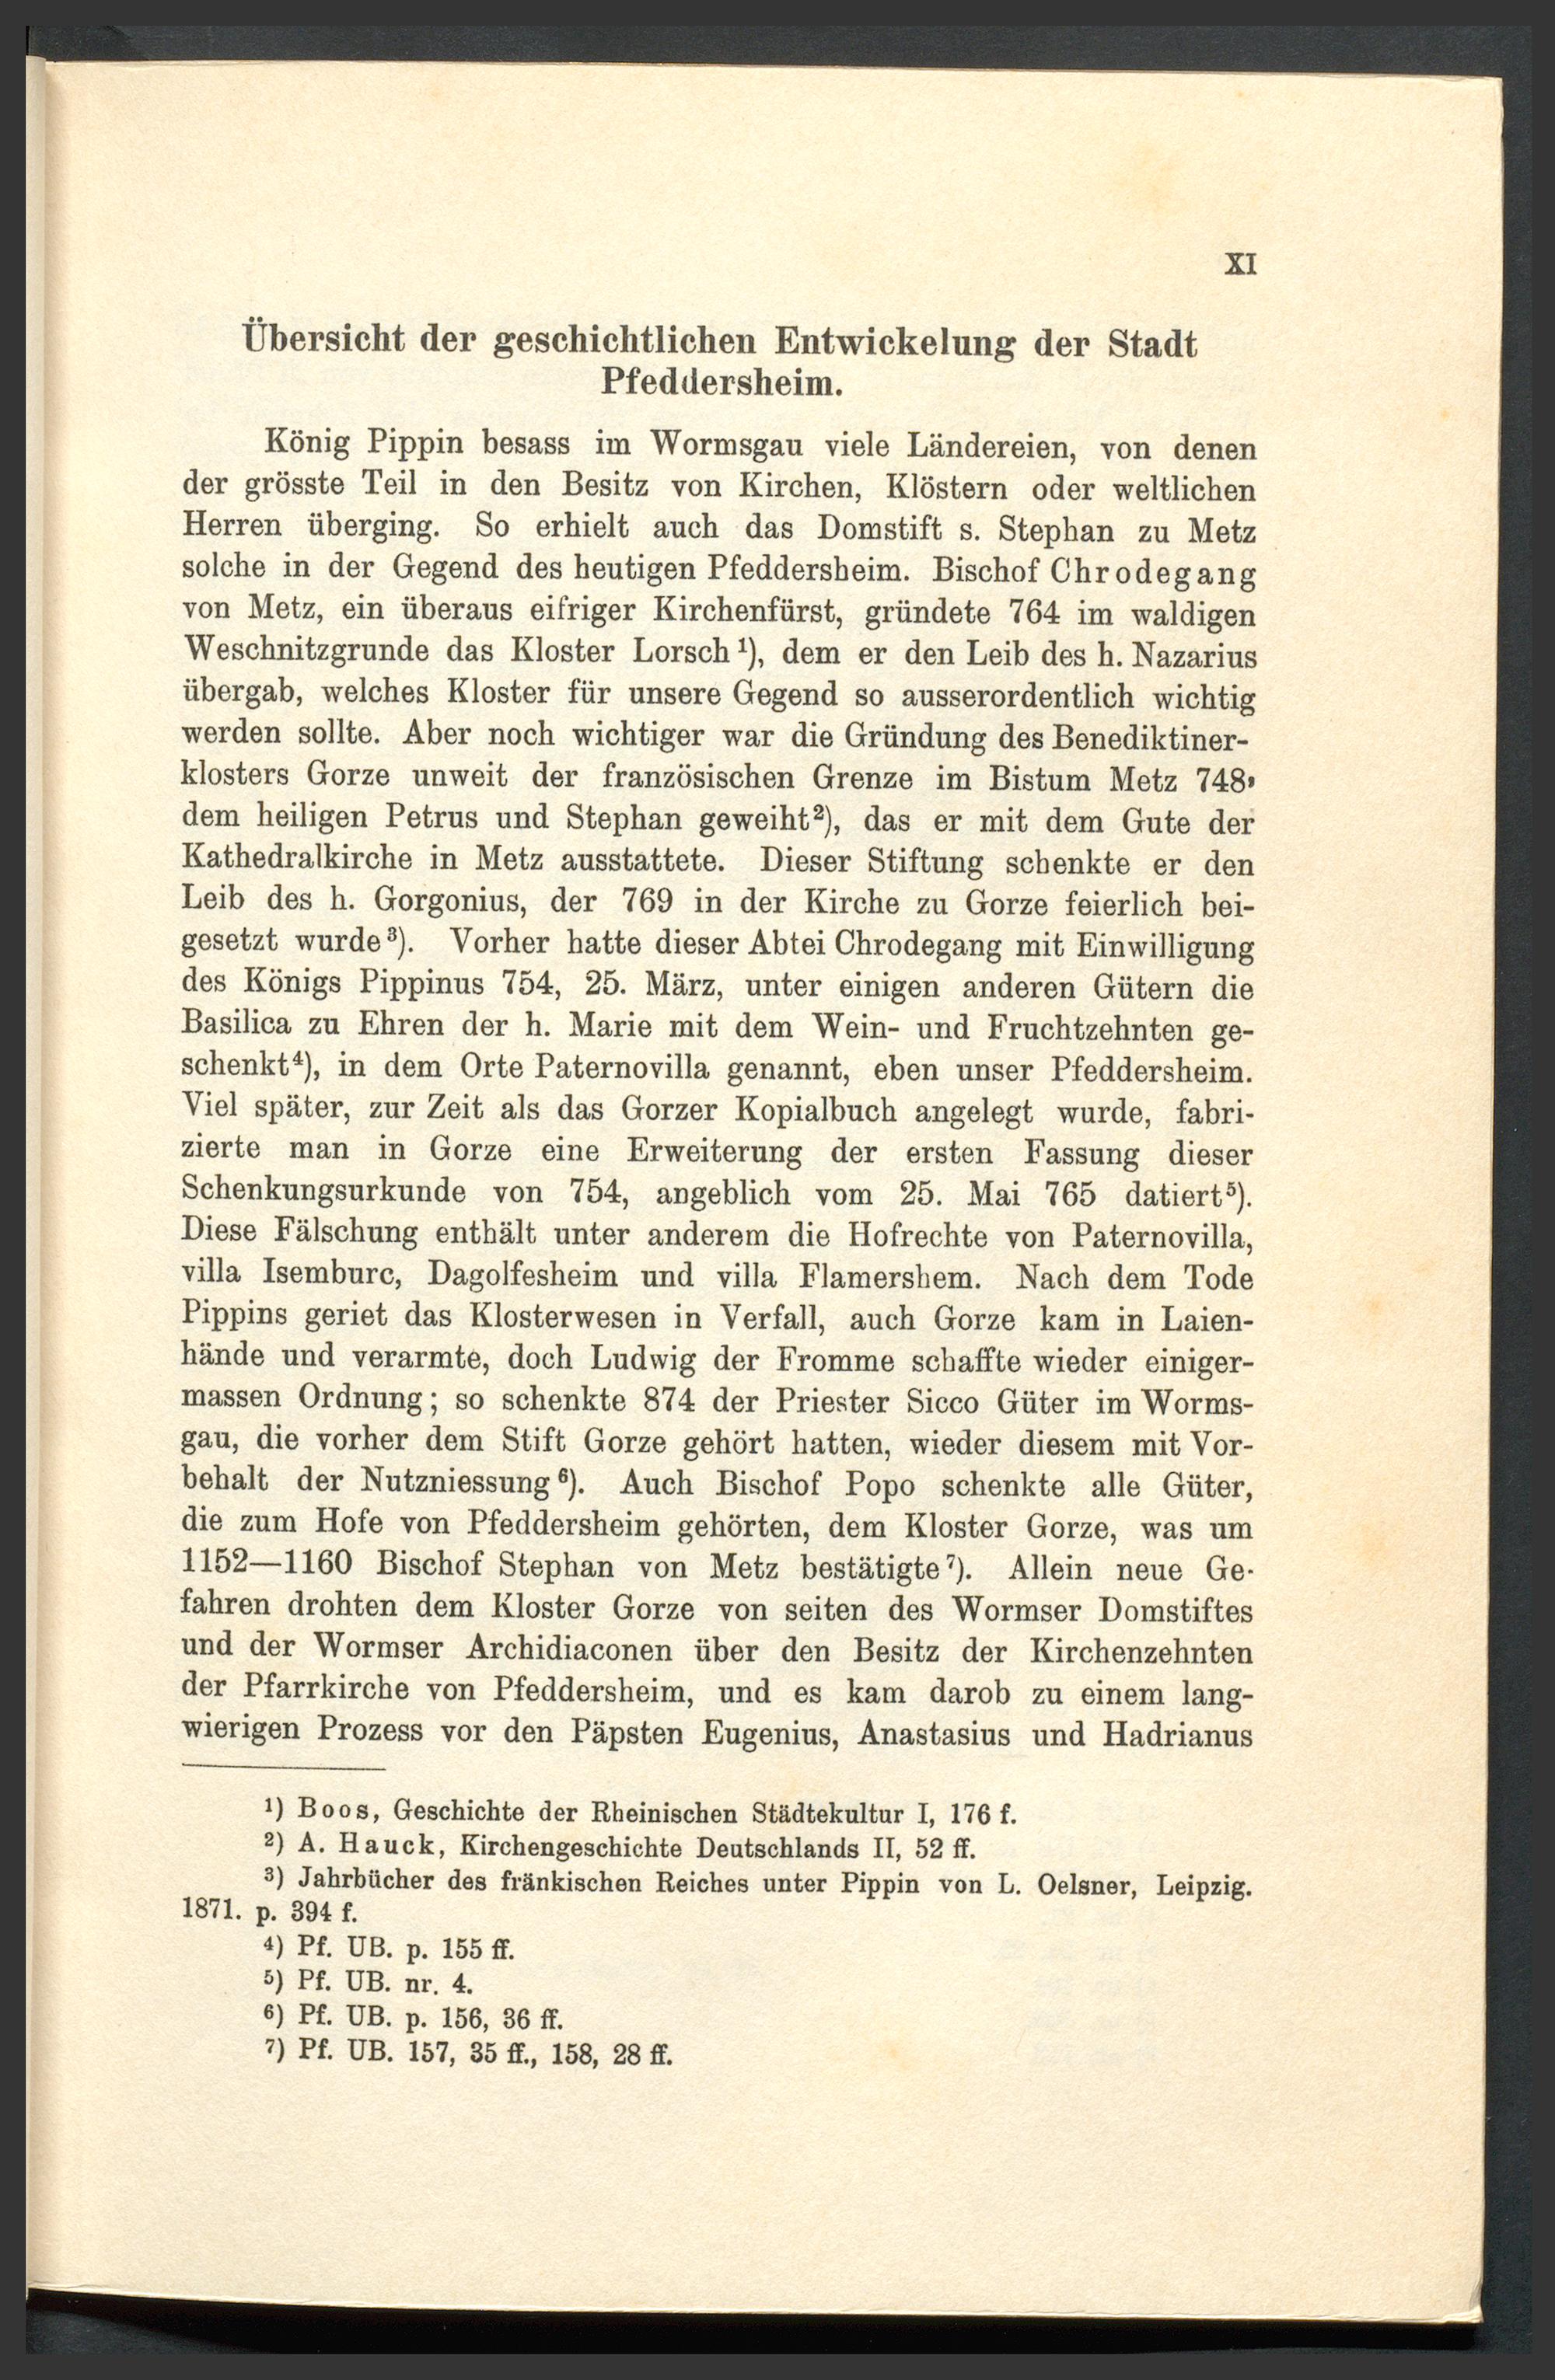 XI
Übersicht der geschichtlichen Entwickelung der Stadt
Pfeddersheim.
König Pippin besass im Wormsgau viele Ländereien, von denen
der grösste Teil in den Besitz von Kirchen, Klöstern oder weltlichen
Herren überging. So erhielt auch das Domstift s. Stephan zu Metz
solche in der Gegend des heutigen Pfeddersheim. Bischof Chrodegang
von Metz, ein überaus eifriger Kirchenfürst, gründete 764 im waldigen
Weschnitzgrunde das Kloster Lorsch ¹), dem er den Leib des h. Nazarius
übergab, welches Kloster für unsere Gegend so ausserordentlich wichtig
werden sollte. Aber noch wichtiger war die Gründung des Benediktiner-
klosters Gorze unweit der französischen Grenze im Bistum Metz 748,
dem heiligen Petrus und Stephan geweiht²), das er mit dem Gute der
Kathedralkirche in Metz ausstattete. Dieser Stiftung schenkte er den
Leib des h. Gorgonius, der 769 in der Kirche zu Gorze feierlich bei-
gesetzt wurde³). Vorher hatte dieser Abtei Chrodegang mit Einwilligung
des Königs Pippinus 754, 25. März, unter einigen anderen Gütern die
Basilica zu Ehren der h. Marie mit dem Wein- und Fruchtzehnten ge-
schenkt⁴), in dem Orte Paternovilla genannt, eben unser Pfeddersheim.
Viel später, zur Zeit als das Gorzer Kopialbuch angelegt wurde, fabri-
zierte man in Gorze eine Erweiterung der ersten Fassung dieser
Schenkungsurkunde von 754, angeblich vom 25. Mai 765 datiert⁵).
Diese Fälschung enthält unter anderem die Hofrechte von Paternovilla,
villa Isemburc, Dagolfesheim und villa Flamershem. Nach dem Tode
Pippins geriet das Klosterwesen in Verfall, auch Gorze kam in Laien-
hände und verarmte, doch Ludwig der Fromme schaffte wieder einiger-
massen Ordnung; so schenkte 874 der Priester Sicco Güter im Worms-
gau, die vorher dem Stift Gorze gehört hatten, wieder diesem mit Vor-
behalt der Nutzniessung ⁶). Auch Bischof Popo schenkte alle Güter,
die zum Hofe von Pfeddersheim gehörten, dem Kloster Gorze, was um
1152—1160 Bischof Stephan von Metz bestätigte⁷). Allein neue Ge-
fahren drohten dem Kloster Gorze von seiten des Wormser Domstiftes
und der Wormser Archidiaconen über den Besitz der Kirchenzehnten
der Pfarrkirche von Pfeddersheim, und es kam darob zu einem lang-
wierigen Prozess vor den Päpsten Eugenius, Anastasius und Hadrianus
¹) Boos, Geschichte der Rheinischen Städtekultur I, 176 f.
²) A. Hauck, Kirchengeschichte Deutschlands II, 52 ff.
³) Jahrbücher des fränkischen Reiches unter Pippin von L. Oelsner, Leipzig.
1871. p. 394 f.
⁴) Pf. UB. p. 155 ff.
⁵) Pf. UB. nr. 4.
⁶) Pf. UB. p. 156, 36 ff.
⁷) Pf. UB. 157, 35 ff., 158, 28 ff.